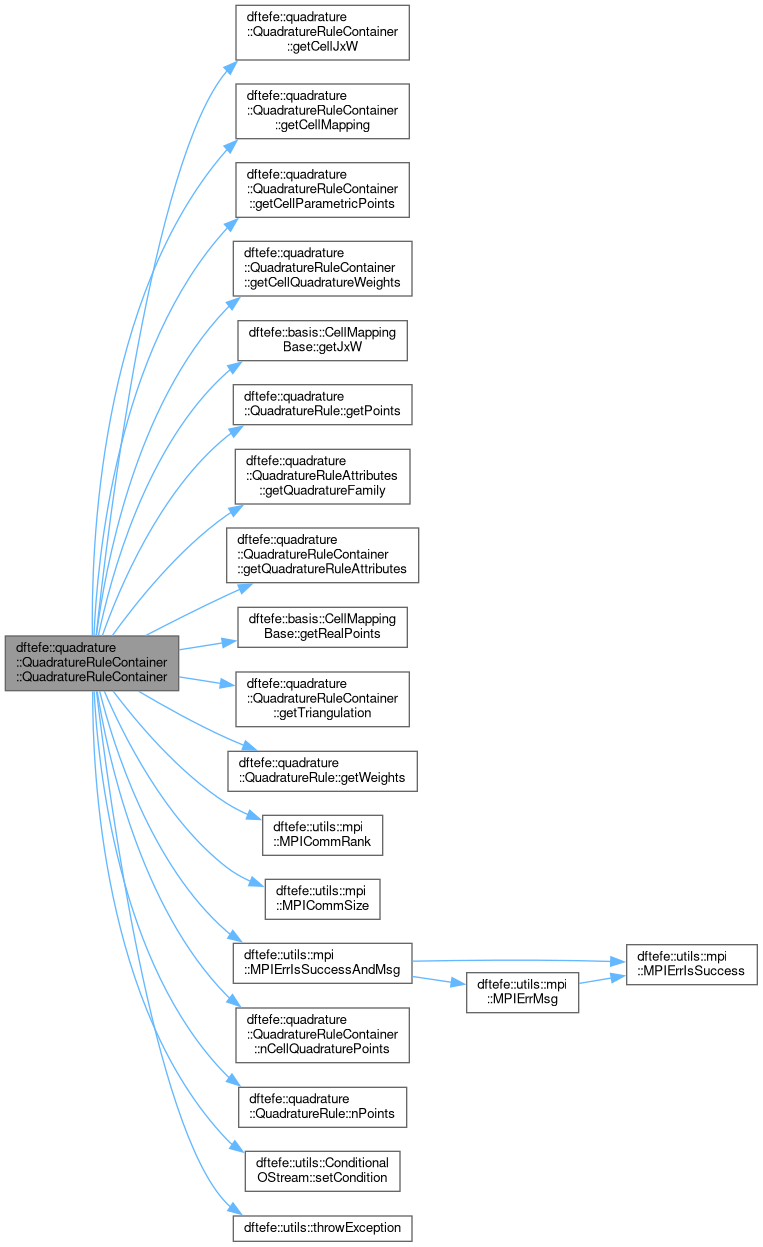 dftefe::quadrature
::QuadratureRuleContainer
::getCellJxW
dftefe::quadrature
::QuadratureRuleContainer
::getCellMapping
dftefe::quadrature
::QuadratureRuleContainer
::getCellParametricPoints
dftefe::quadrature
::QuadratureRuleContainer
::getCellQuadratureWeights
dftefe::basis::CellMapping
Base::getJxW
dftefe::quadrature
::QuadratureRule::getPoints
dftefe::quadrature
::QuadratureRuleAttributes
::getQuadratureFamily
dftefe::quadrature
::QuadratureRuleContainer
::getQuadratureRuleAttributes
dftefe::quadrature
::QuadratureRuleContainer
::QuadratureRuleContainer
dftefe::basis::CellMapping
Base::getRealPoints
dftefe::quadrature
::QuadratureRuleContainer
::getTriangulation
dftefe::quadrature
::QuadratureRule::getWeights
dftefe::utils::mpi
::MPICommRank
dftefe::utils::mpi
::MPICommSize
dftefe::utils::mpi
::MPIErrIsSuccessAndMsg
dftefe::utils::mpi
::MPIErrMsg
dftefe::utils::mpi
::MPIErrIsSuccess
dftefe::quadrature
::QuadratureRuleContainer
::nCellQuadraturePoints
dftefe::quadrature
::QuadratureRule::nPoints
dftefe::utils::Conditional
OStream::setCondition
dftefe::utils::throwException